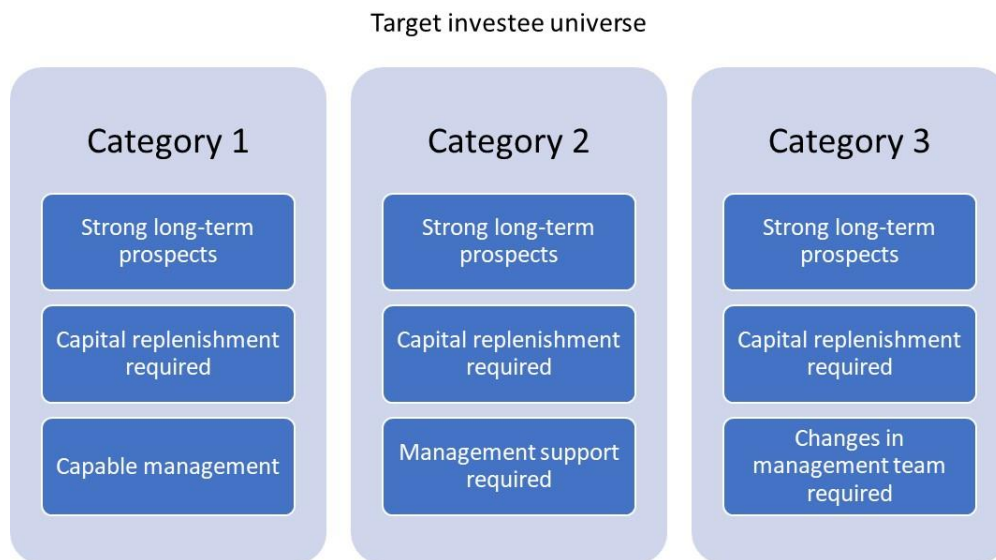 Target investee universe
Category 1
Strong long-term
prospects
Capital replenishment
required
Capable management
Category 2
Strong long-term
prospects
Capital replenishment
required
Management support
required
Category 3
Strong long-term
prospects
Capital replenishment
required
Changes in
management team
required